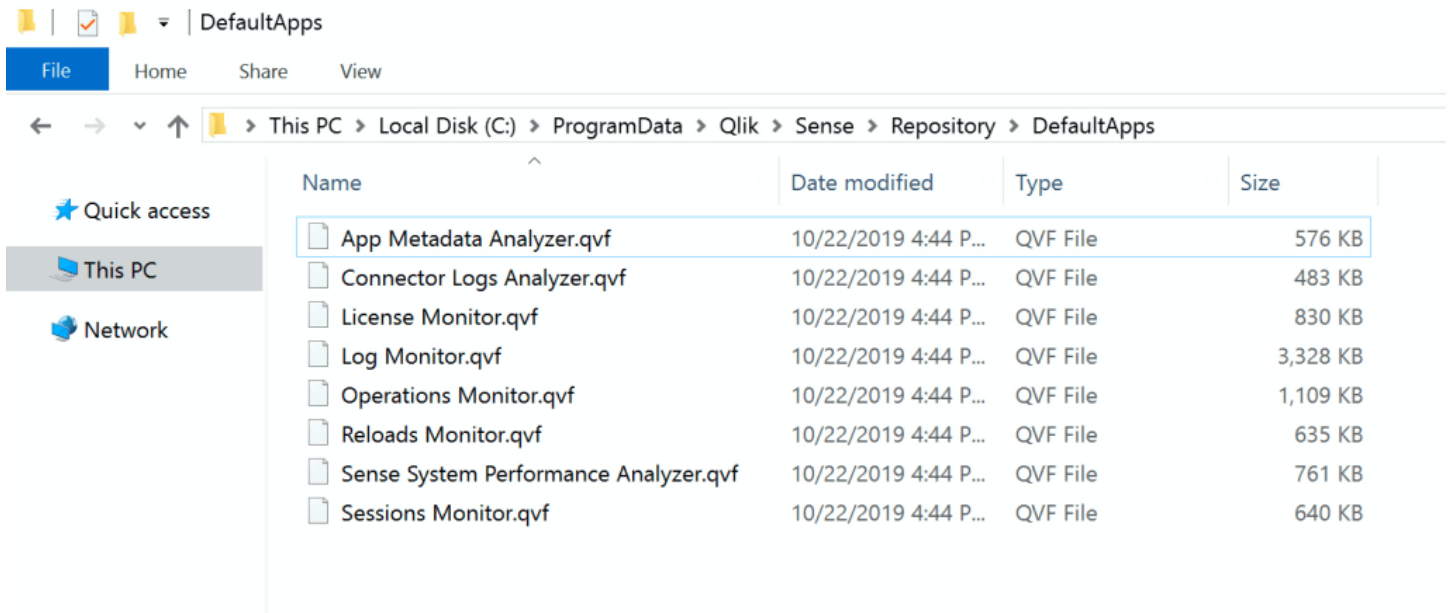 DefaultApps
File Home Share View
This PC > Local Disk (C:) > ProgramData > Qlik > Sense > Repository > DefaultApps
Quick access
This PC
Network
Name Date modified Type Size
App Metadata Analyzer.qvf 10/22/2019 4:44 P... QVF File 576 KB
Connector Logs Analyzer.qvf 10/22/2019 4:44 P... QVF File 483 KB
License Monitor.qvf 10/22/2019 4:44 P... QVF File 830 KB
Log Monitor.qvf 10/22/2019 4:44 P... QVF File 3,328 KB
Operations Monitor.qvf 10/22/2019 4:44 P... QVF File 1,109 KB
Reloads Monitor.qvf 10/22/2019 4:44 P... QVF File 635 KB
Sense System Performance Analyzer.qvf 10/22/2019 4:44 P... QVF File 761 KB
Sessions Monitor.qvf 10/22/2019 4:44 P... QVF File 640 KB